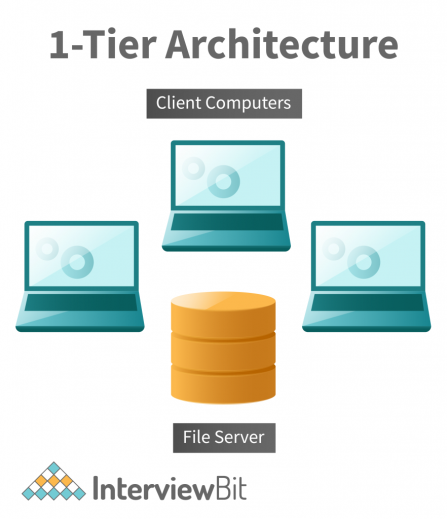 1-Tier Architecture
Client Computers
File Server
InterviewBit